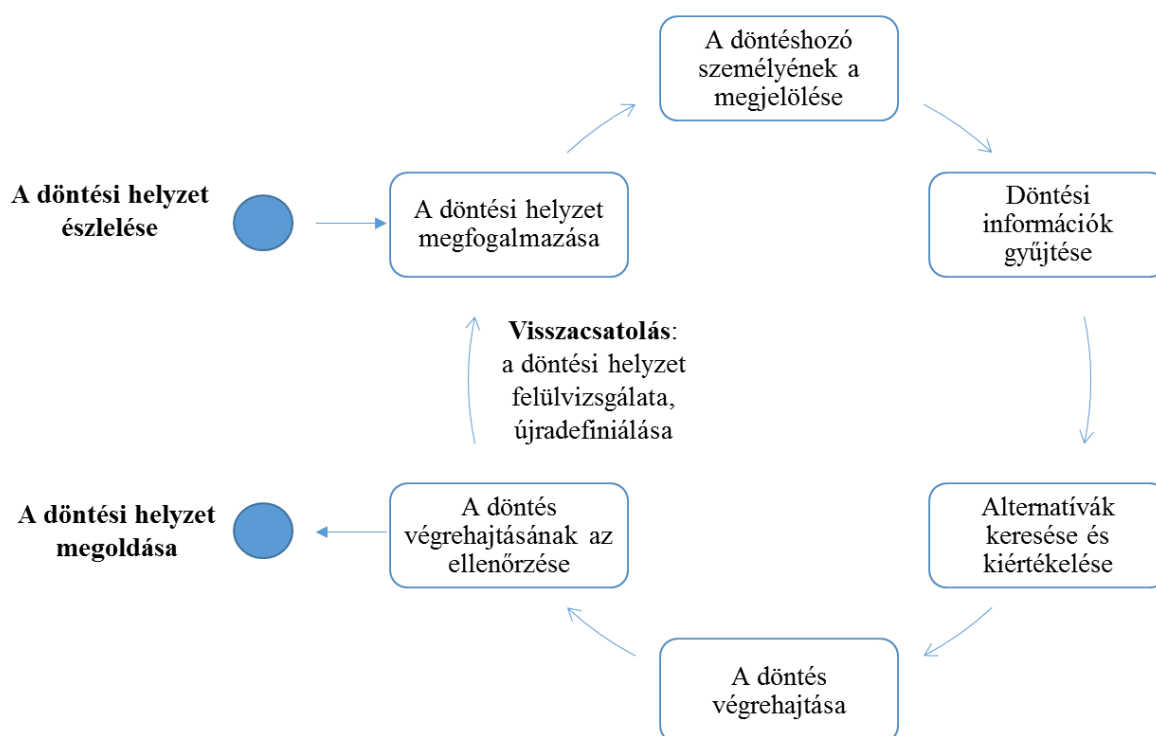 A döntéshozó
személyének a
megjelölése
A döntési helyzet
észlelése
A döntési helyzet
megfogalmazása
Döntési
információk
gyűjtése
Visszacsatolás:
a döntési helyzet
felülvizsgálata,
újradefiniálása
A döntési helyzet
megoldása
A döntés
végrehajtásának az
ellenőrzése
Alternatívák
keresése és
kiértékelése
A döntés
végrehajtása